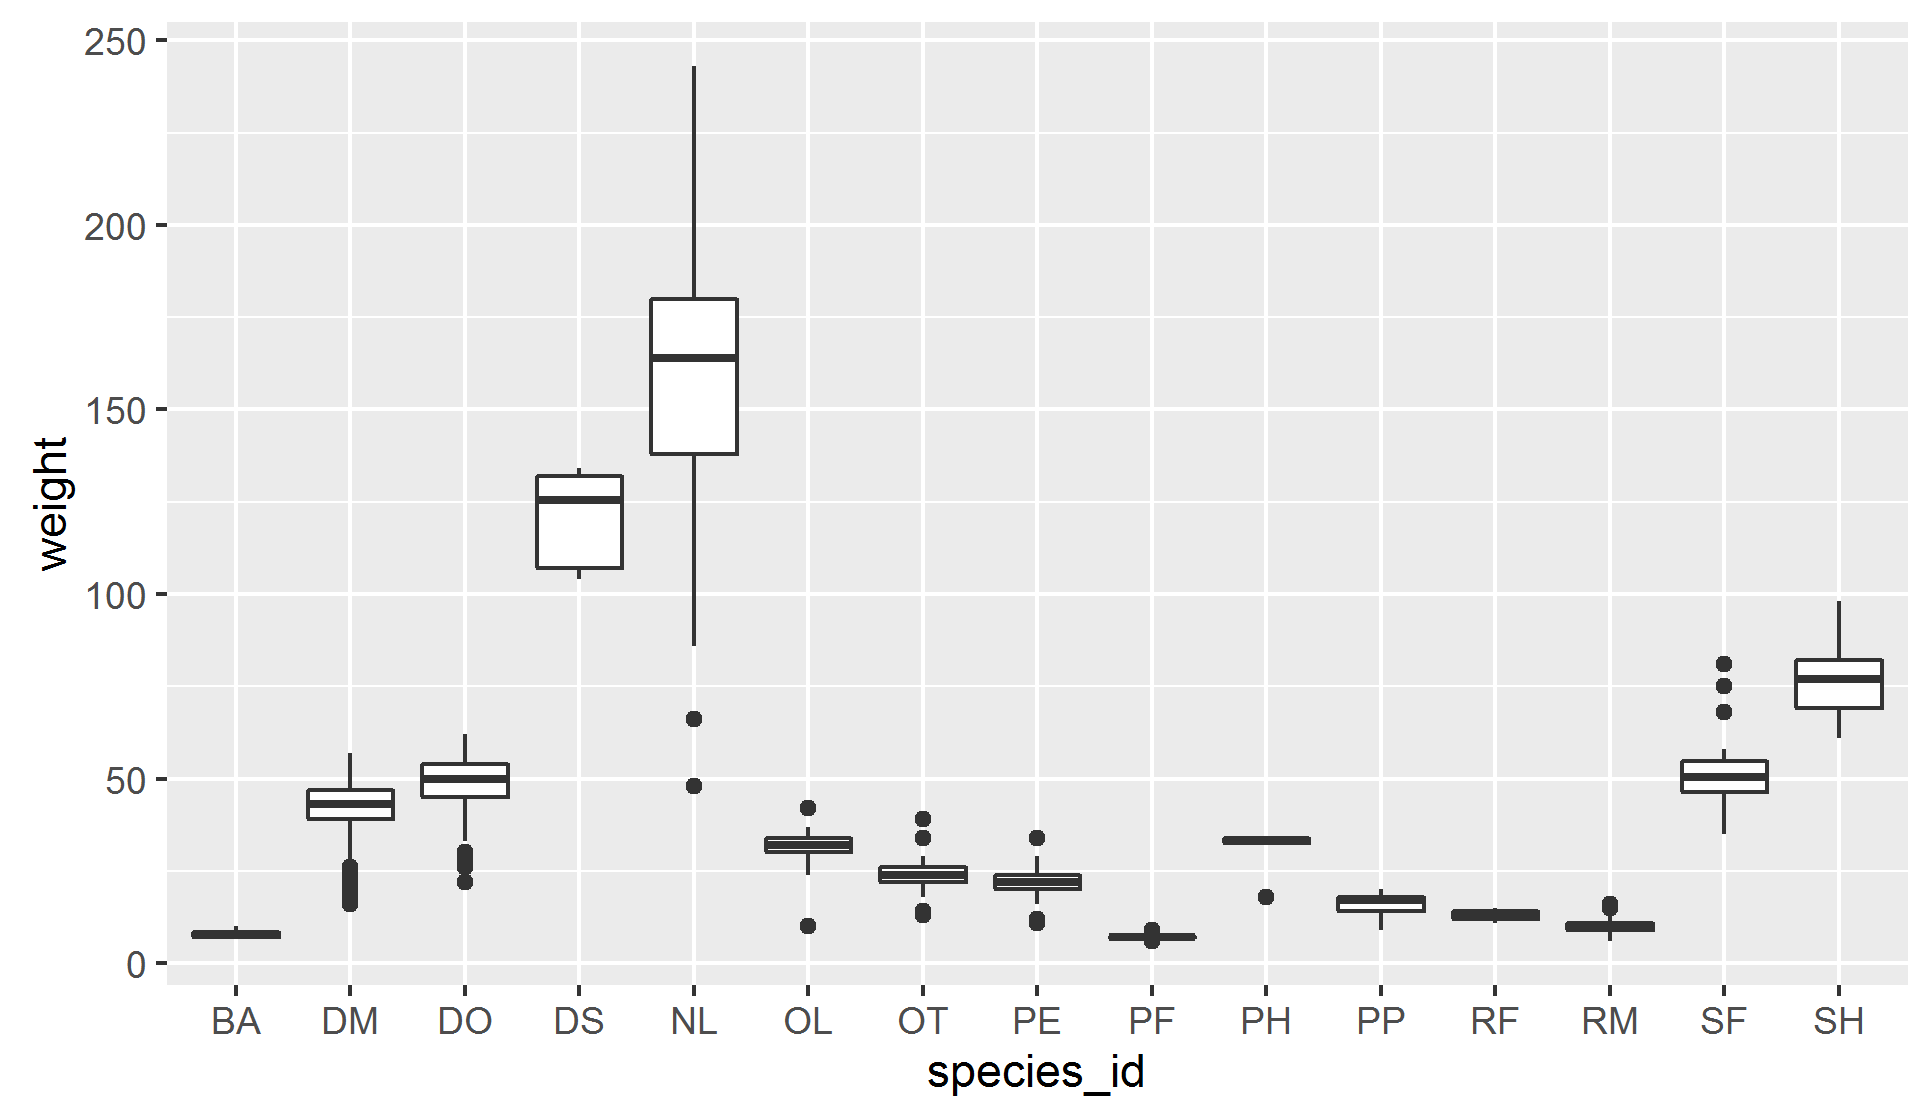 250
200
150
100
50
0
weight
BA DM DO DS NL OL OT PE PF PH PP RF RM SF SH
species_id